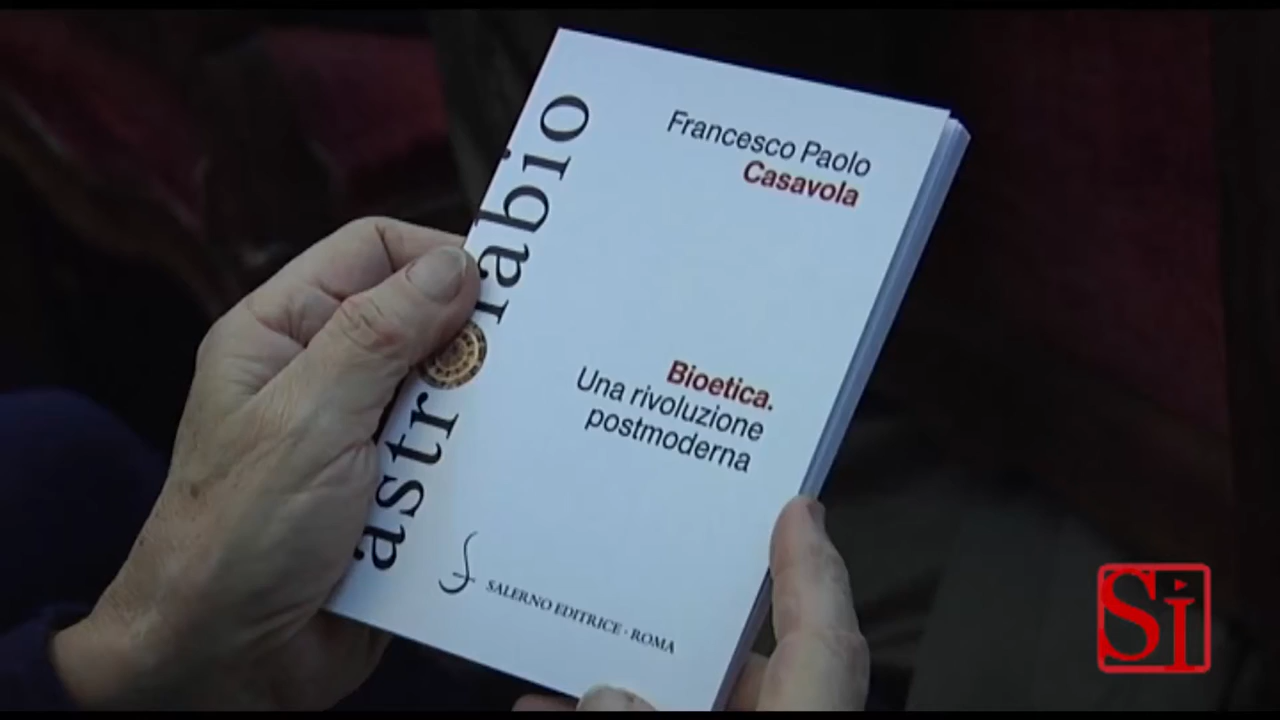 Francesco Paolo
Casavola
astrolabio
Bioetica.
Una rivoluzione
postmoderna
SALERNO EDITRICE · ROMA
Si